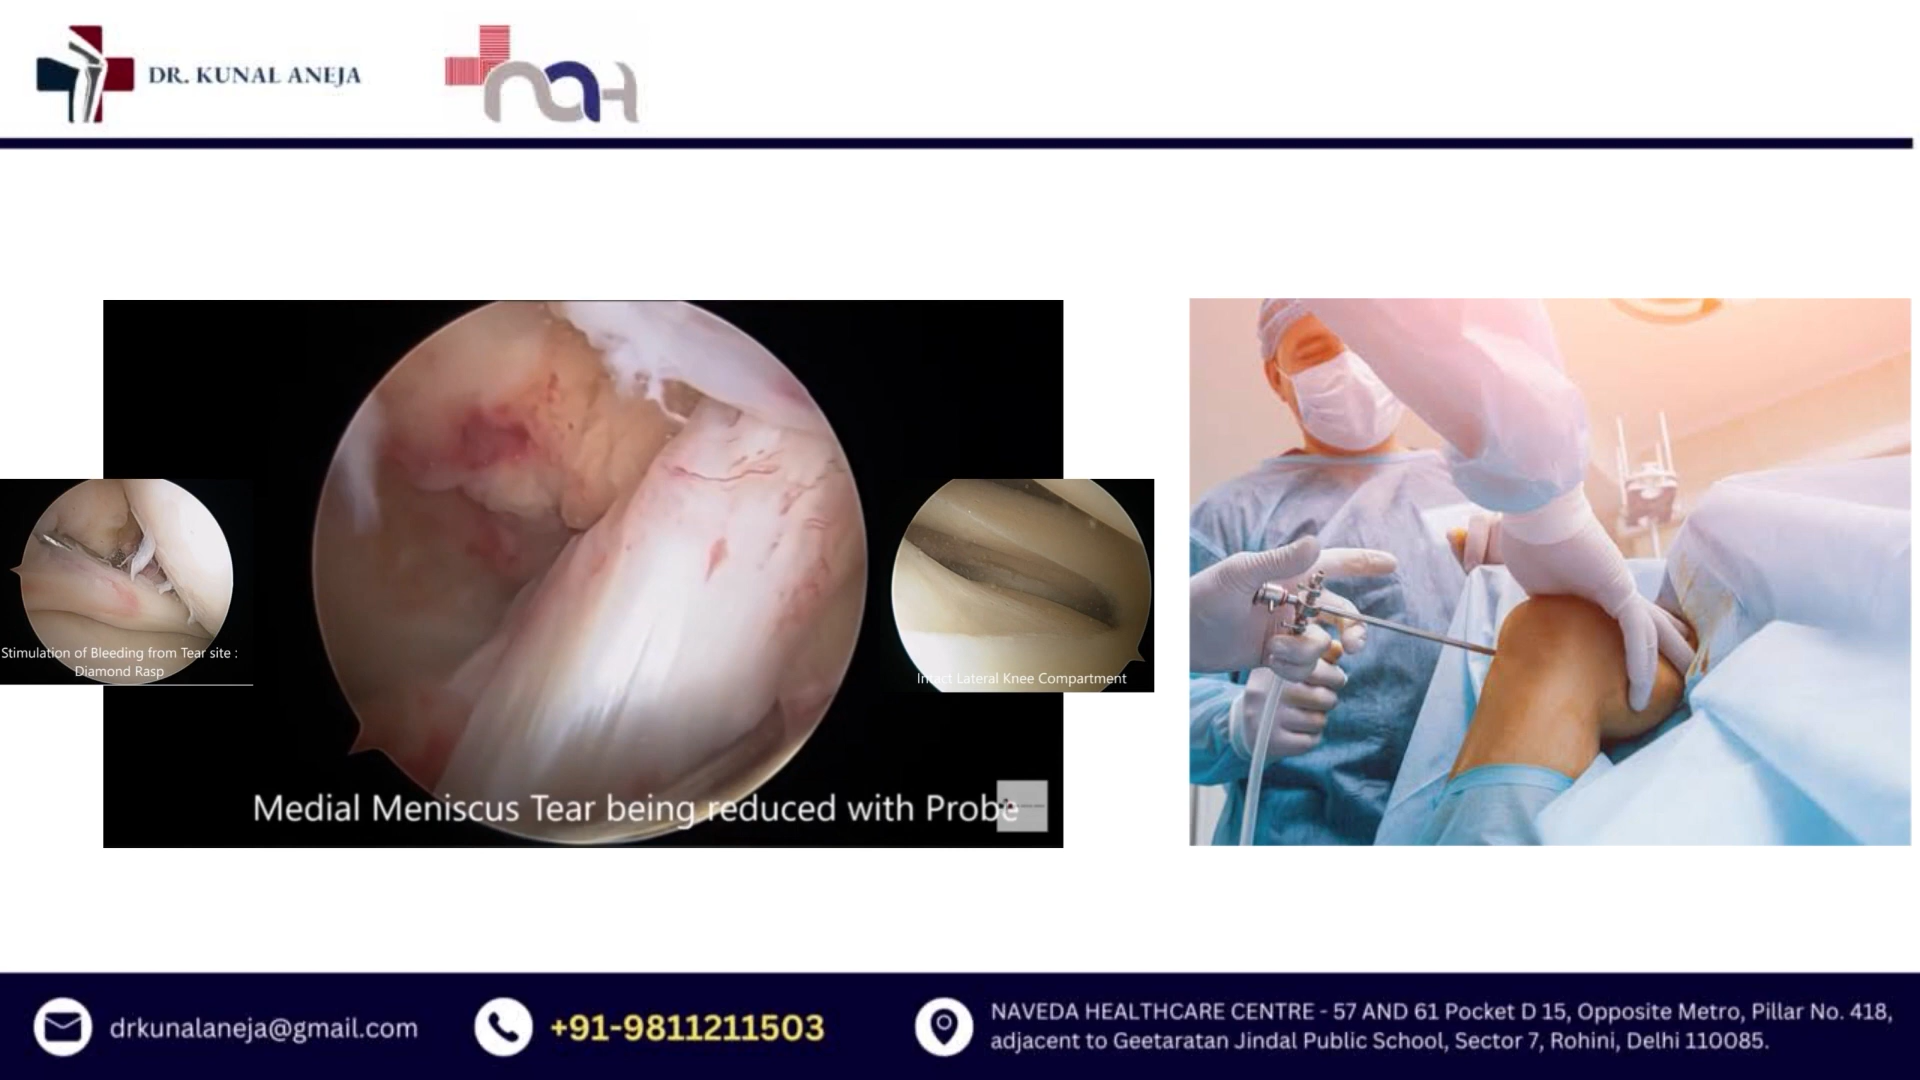 DR. KUNAL ANEJA
nah
Stimulation of Bleeding from Tear site :
Diamond Rasp
Intact Lateral Knee Compartment
Medial Meniscus Tear being reduced with Probe
drkunalaneja@gmail.com
+91-9811211503
NAVEDA HEALTHCARE CENTRE - 57 AND 61 Pocket D 15, Opposite Metro, Pillar No. 418,
adjacent to Geetaratan Jindal Public School, Sector 7, Rohini, Delhi 110085.